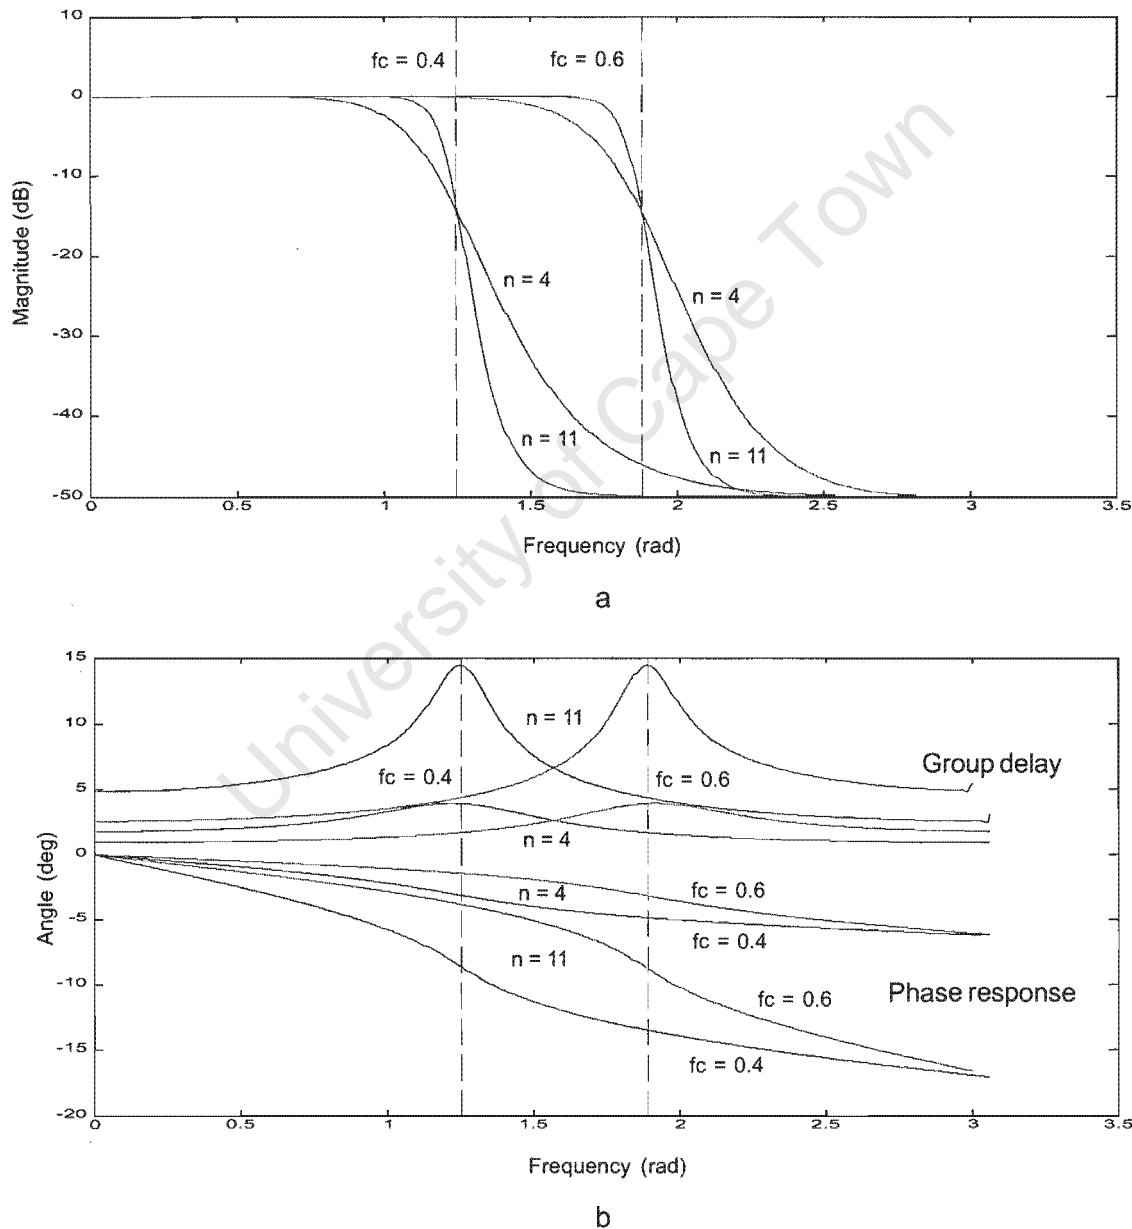 10
fc = 0.4
fc = 0.6
0
-10
-20
n = 4
n = 4
-30
-40
n = 11
n = 11
-50
0
0.5
1
1.5
2
2.5
3
3.5
Magnitude (dB)
Frequency (rad)
a
University of Cape Town
15
n = 11
10
Group delay
fc = 0.4
fc = 0.6
5
n = 4
0
n = 4
fc = 0.6
-5
fc = 0.4
n = 11
-10
Phase response
fc = 0.6
-15
fc = 0.4
-20
0
0.5
1
1.5
2
2.5
3
3.5
Angle (deg)
Frequency (rad)
b